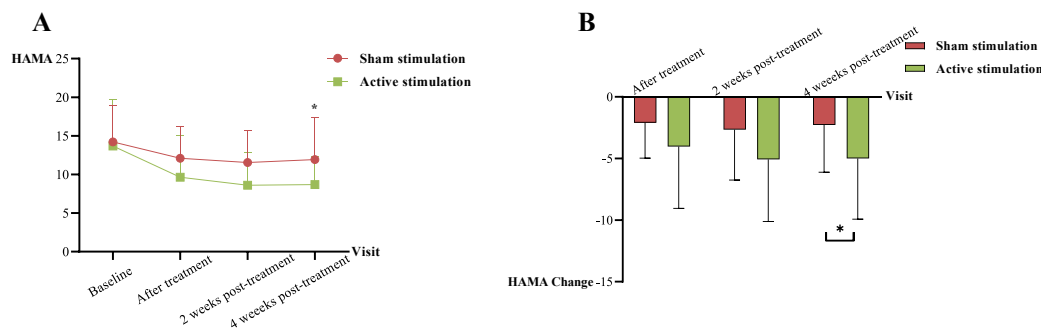 A
HAMA
25
20
15
10
5
0
*
Sham stimulation
Active stimulation
Visit
Baseline
After treatment
2 weeks post-treatment
4 weeeks post-treatment
B
After treatment
2 weeks post-treatment
4 weeeks post-treatment
Sham stimulation
Active stimulation
Visit
0
-5
-10
-15
*
HAMA Change